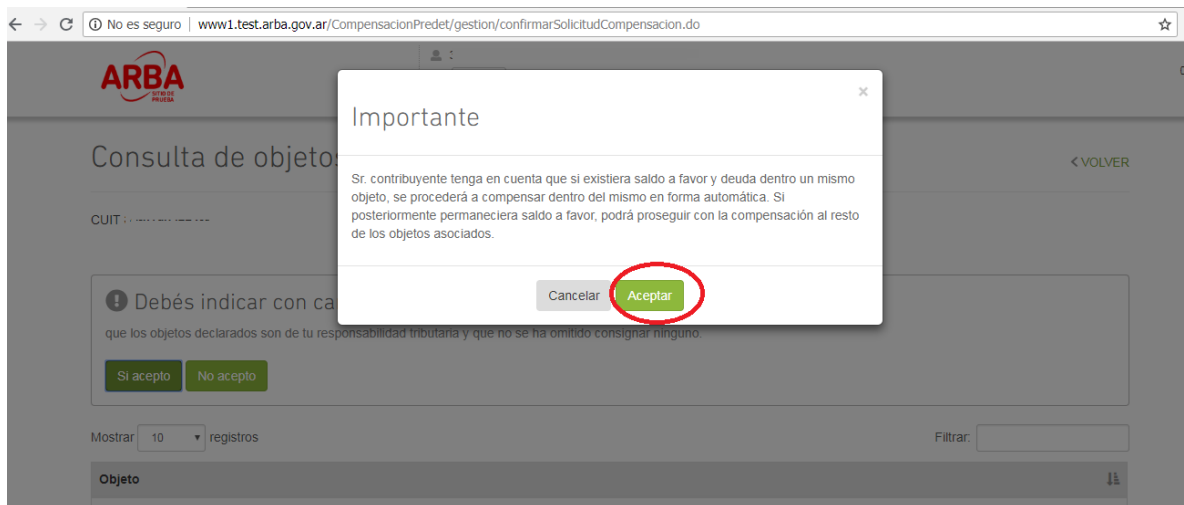 No es seguro | www1.test.arba.gov.ar/CompensacionPredet/gestion/confirmarSolicitudCompensacion.do
ARBA
SITIO DE
PRUEBA
Importante
×
Consulta de objeto
< VOLVER
Sr. contribuyente tenga en cuenta que si existiera saldo a favor y deuda dentro un mismo
objeto, se procederá a compensar dentro del mismo en forma automática. Si
posteriormente permaneciera saldo a favor, podrá proseguir con la compensación al resto
de los objetos asociados.
CUIT :
Cancelar Aceptar
Debés indicar con ca
que los objetos declarados son de tu responsabilidad tributaria y que no se ha omitido consignar ninguno.
Si acepto No acepto
Mostrar 10 registros Filtrar:
Objeto